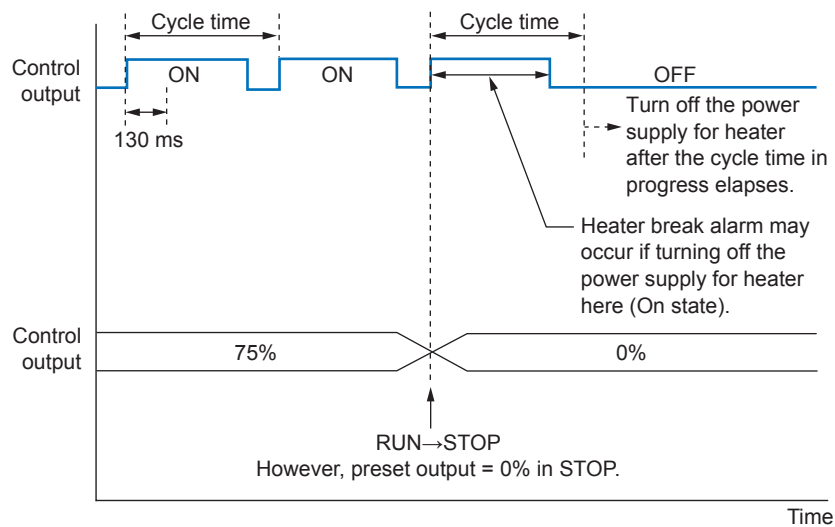 Cycle time
Cycle time
Control
output
ON
ON
OFF
130 ms
Turn off the power
supply for heater
after the cycle time in
progress elapses.
Heater break alarm may
occur if turning off the
power supply for heater
here (On state).
Control
output
75%
0%
RUN→STOP
However, preset output = 0% in STOP.
Time